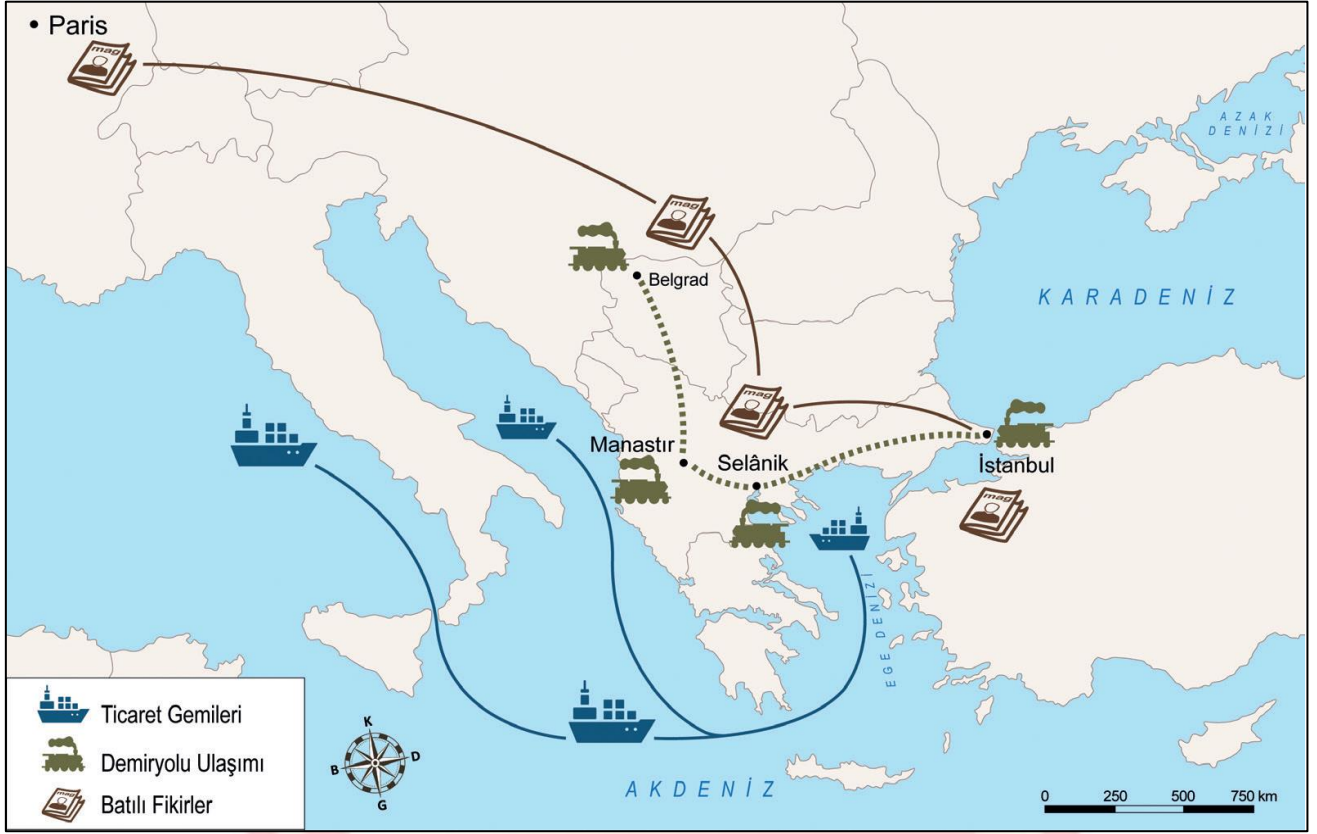 • Paris
mag
mag
AZAK
DENİZİ
Belgrad
KARADENİZ
mag
Manastır
Selânik
İstanbul
mag
EGE DENİZİ
Ticaret Gemileri
Demiryolu Ulaşımı
mag
Batılı Fikirler
K
B
D
G
AKDENİZ
0 250 500 750 km